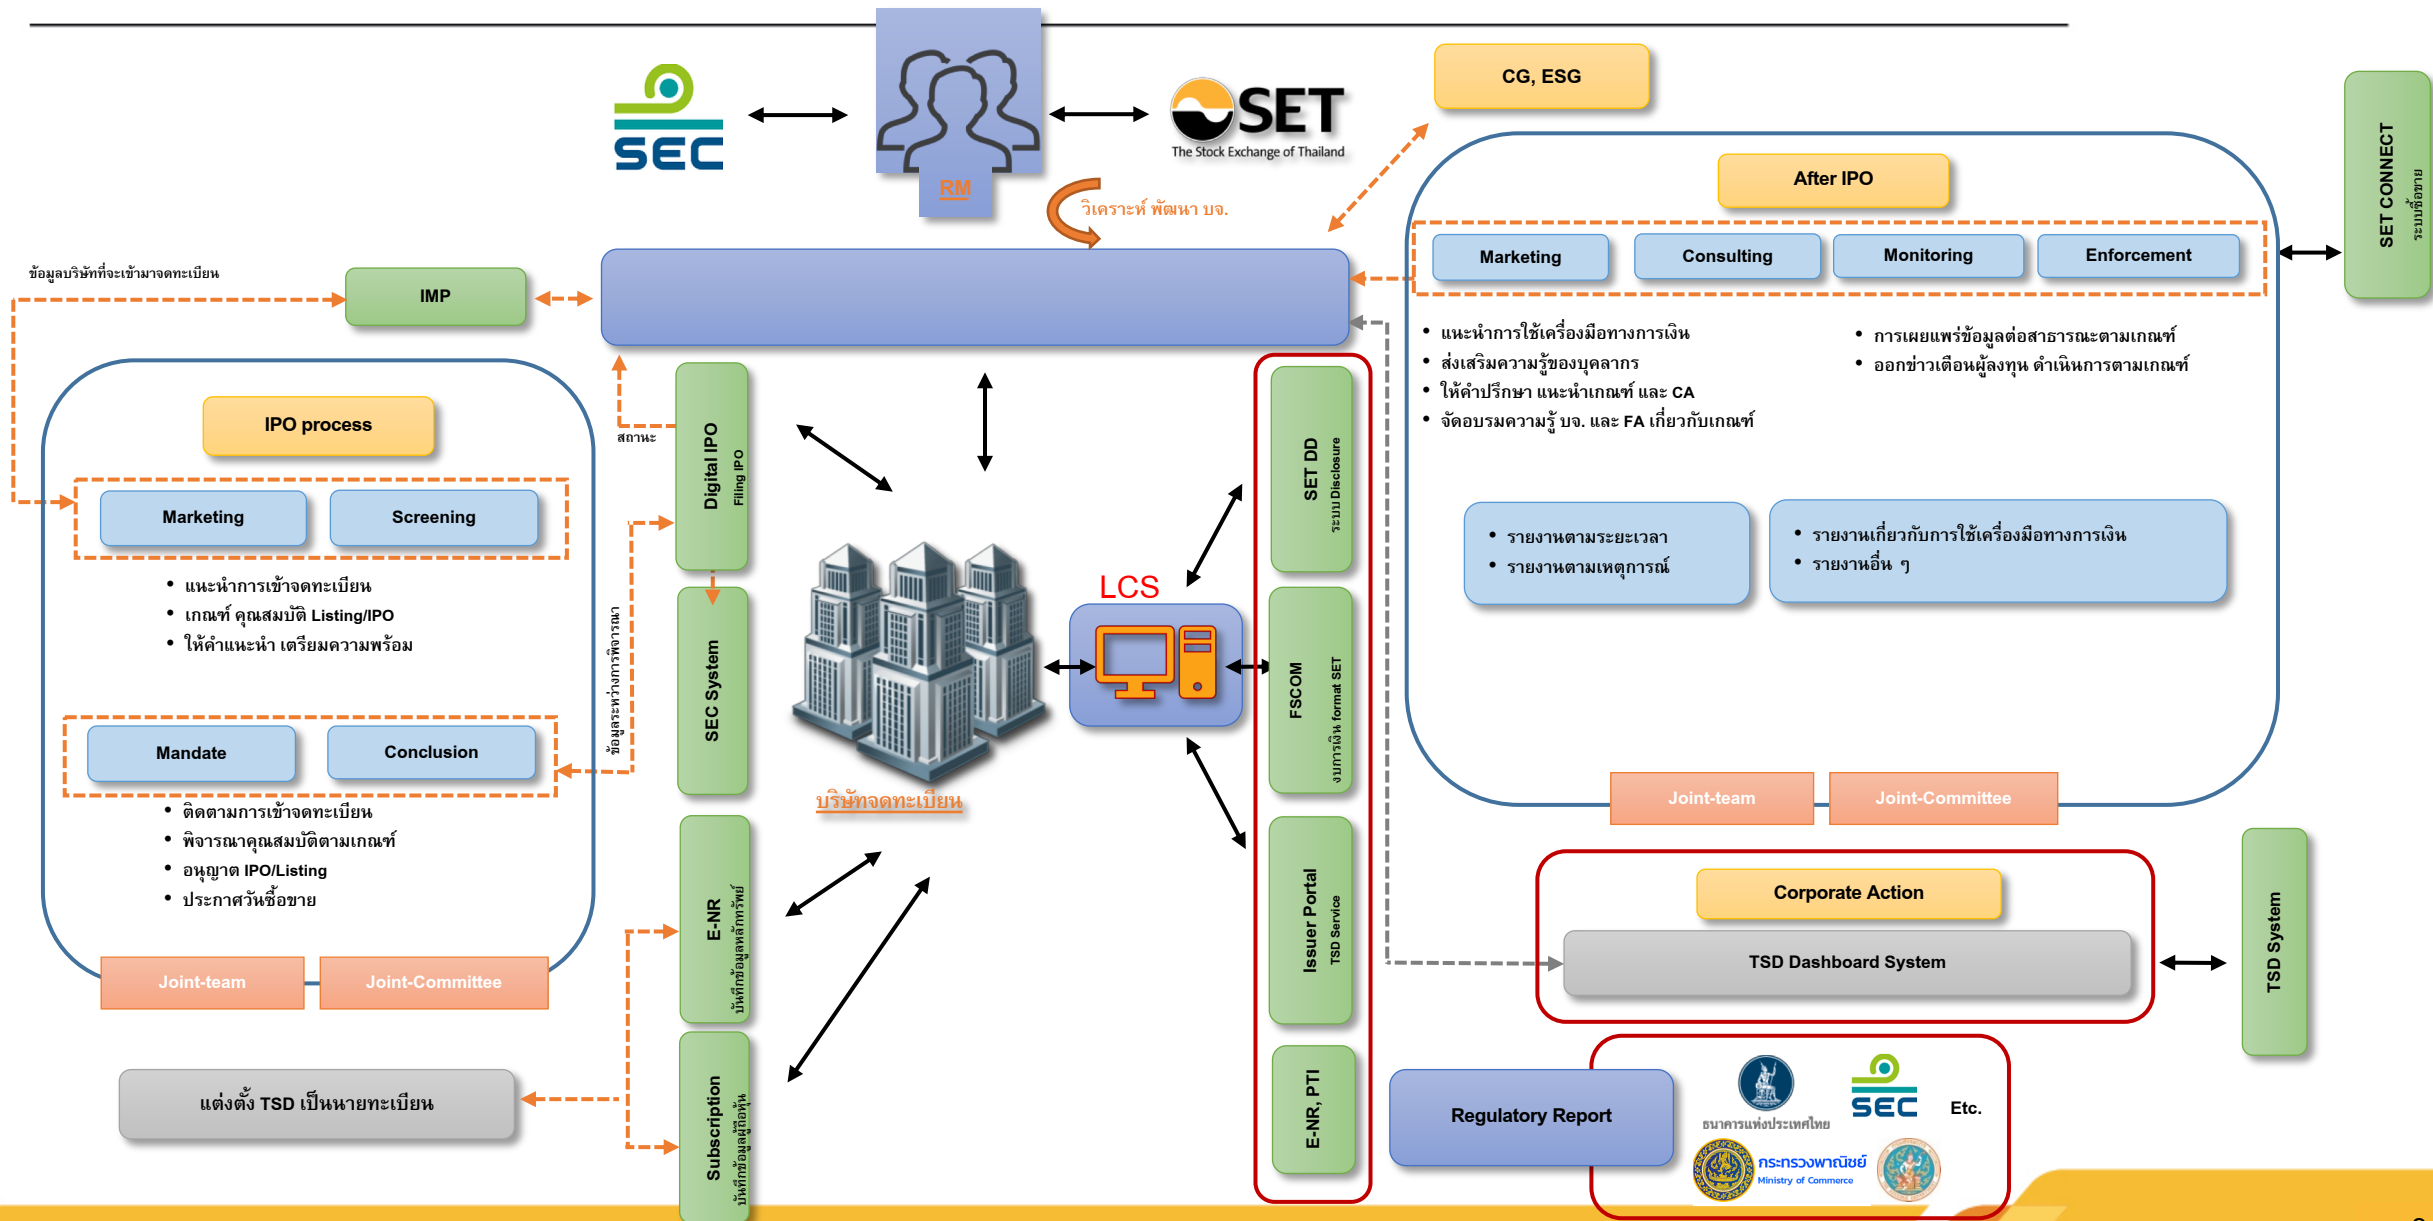 SEC
RM
SET
The Stock Exchange of Thailand
CG, ESG
วิเคราะห์ พัฒนา บจ.
SET CONNECT
ระบบซื้อขาย
After IPO
Marketing
Consulting
Monitoring
Enforcement
• แนะนำการใช้เครื่องมือทางการเงิน
• ส่งเสริมความรู้ของบุคลากร
• ให้คำปรึกษา แนะนำเกณฑ์ และ CA
• จัดอบรมความรู้ บจ. และ FA เกี่ยวกับเกณฑ์
• การเผยแพร่ข้อมูลต่อสาธารณะตามเกณฑ์
• ออกข่าวเตือนผู้ลงทุน ดำเนินการตามเกณฑ์
• รายงานตามระยะเวลา
• รายงานตามเหตุการณ์
• รายงานเกี่ยวกับการใช้เครื่องมือทางการเงิน
• รายงานอื่น ๆ
Joint-team
Joint-Committee
ข้อมูลบริษัทที่จะเข้ามาจดทะเบียน
IMP
IPO process
Marketing
Screening
• แนะนำการเข้าจดทะเบียน
• เกณฑ์ คุณสมบัติ Listing/IPO
• ให้คำแนะนำ เตรียมความพร้อม
Mandate
Conclusion
• ติดตามการเข้าจดทะเบียน
• พิจารณาคุณสมบัติตามเกณฑ์
• อนุญาต IPO/Listing
• ประกาศวันซื้อขาย
Joint-team
Joint-Committee
แต่งตั้ง TSD เป็นนายทะเบียน
สถานะ
ข้อมูลระหว่างการพิจารณา
Digital IPO
Filing IPO
SEC System
E-NR
บันทึกข้อมูลหลักทรัพย์
Subscription
บันทึกข้อมูลผู้ถือหุ้น
บริษัทจดทะเบียน
LCS
SET DD
ระบบ Disclosure
FSCOM
งบการเงิน format SET
Issuer Portal
TSD Service
E-NR, PTI
Corporate Action
TSD Dashboard System
TSD System
Regulatory Report
ธนาคารแห่งประเทศไทย
SEC
Etc.
กระทรวงพาณิชย์
Ministry of Commerce